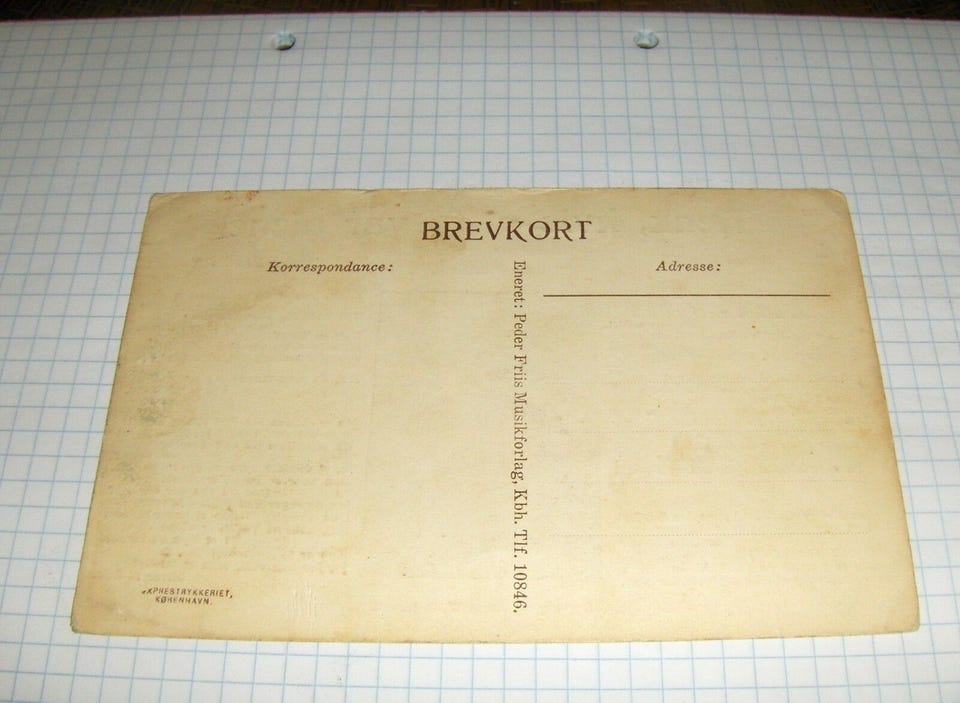 BREVKORT
Korrespondance:
Adresse:
Eneret: Peder Friis Musikforlag, Kbh. Tlf. 10846.
KØBENHAVN.